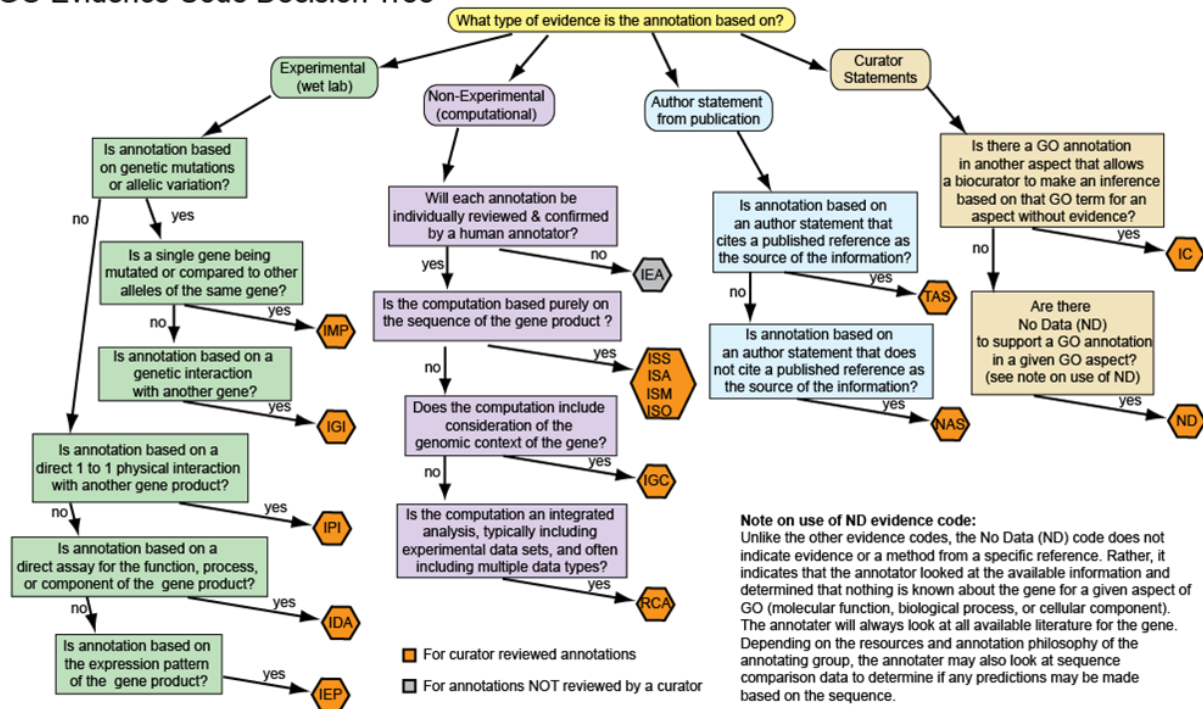 GO Evidence Code Decision Tree
What type of evidence is the annotation based on?
Experimental
(wet lab)
Non-Experimental
(computational)
Author statement
from publication
Curator
Statements
Is annotation based
on genetic mutations
or allelic variation?
no
yes
Is a single gene being
mutated or compared to other
alleles of the same gene?
yes
IMP
no
Is annotation based on a
genetic interaction
with another gene?
yes
IGI
Is annotation based on a
direct 1 to 1 physical interaction
with another gene product?
yes
IPI
no
Is annotation based on a
direct assay for the function, process,
or component of the gene product?
yes
IDA
no
Is annotation based on
the expression pattern
of the gene product?
yes
IEP
Will each annotation be
individually reviewed & confirmed
by a human annotator?
no
IEA
yes
Is the computation based purely on
the sequence of the gene product ?
yes
ISS
ISA
ISM
ISO
no
Does the computation include
consideration of the
genomic context of the gene?
yes
IGC
no
Is the computation an integrated
analysis, typically including
experimental data sets, and often
including multiple data types?
yes
RCA
Is annotation based on
an author statement that
cites a published reference as
the source of the information?
yes
TAS
no
Is annotation based on
an author statement that does
not cite a published reference as
the source of the information?
yes
NAS
Is there a GO annotation
in another aspect that allows
a biocurator to make an inference
based on that GO term for an
aspect without evidence?
yes
IC
no
Are there
No Data (ND)
to support a GO annotation
in a given GO aspect?
(see note on use of ND)
yes
ND
For curator reviewed annotations
For annotations NOT reviewed by a curator
Note on use of ND evidence code:
Unlike the other evidence codes, the No Data (ND) code does not
indicate evidence or a method from a specific reference. Rather, it
indicates that the annotator looked at the available information and
determined that nothing is known about the gene for a given aspect of
GO (molecular function, biological process, or cellular component).
The annotater will always look at all available literature for the gene.
Depending on the resources and annotation philosophy of the
annotating group, the annotater may also look at sequence
comparison data to determine if any predictions may be made
based on the sequence.